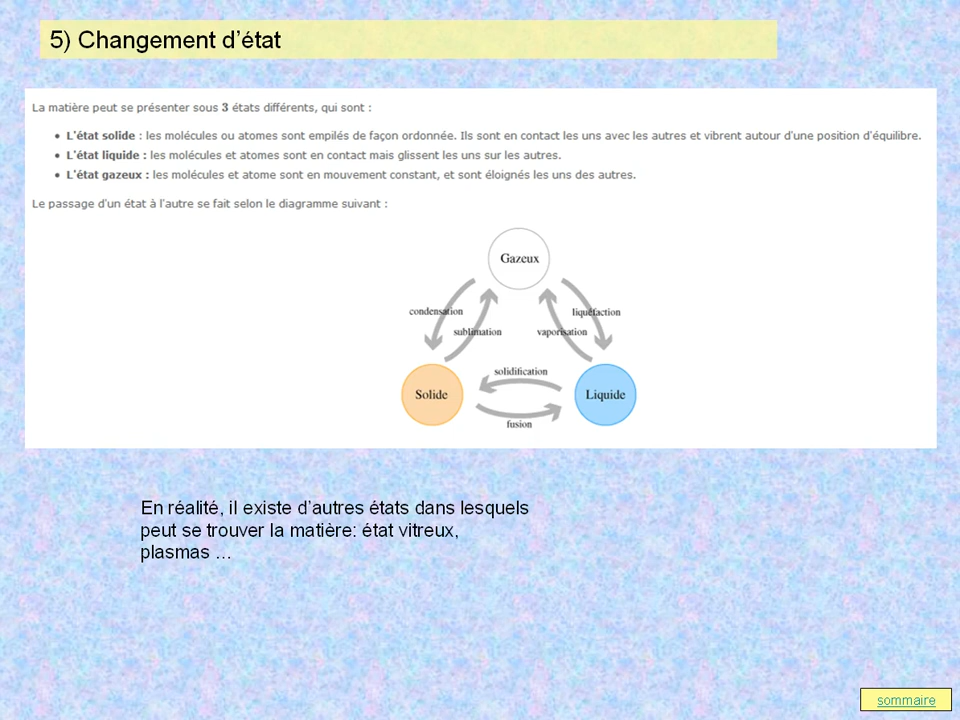 5) Changement d'état
La matière peut se présenter sous 3 états différents, qui sont :
• L'état solide : les molécules ou atomes sont empilés de façon ordonnée. Ils sont en contact les uns avec les autres et vibrent autour d'une position d'équilibre.
• L'état liquide : les molécules et atomes sont en contact mais glissent les uns sur les autres.
• L'état gazeux : les molécules et atome sont en mouvement constant, et sont éloignés les uns des autres.
Le passage d'un état à l'autre se fait selon le diagramme suivant :
Gazeux
condensation
liquéfaction
sublimation
vaporisation
solidification
Solide
Liquide
fusion
En réalité, il existe d'autres états dans lesquels
peut se trouver la matière: état vitreux,
plasmas ...
sommaire